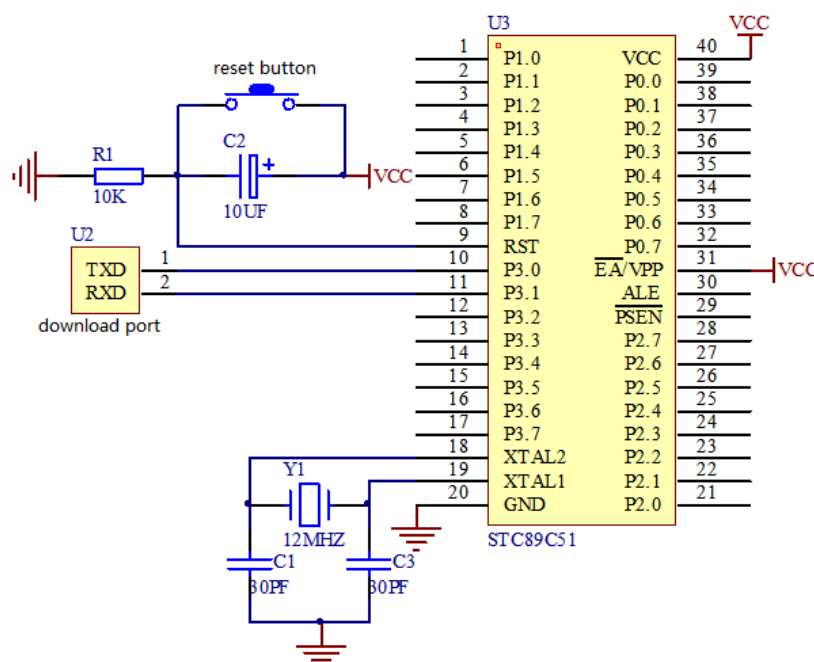 U3
VCC
1 P1.0 VCC 40
2 P1.1 P0.0 39
reset button
3 P1.2 P0.1 38
4 P1.3 P0.2 37
C2
R1
5 P1.4 P0.3 36
+
VCC
6 P1.5 P0.4 35
10K
7 P1.6 P0.5 34
10UF
8 P1.7 P0.6 33
U2
9 RST P0.7 32
TXD 1
10 P3.0 EA/VPP 31
VCC
RXD 2
11 P3.1 ALE 30
download port
12 P3.2 PSEN 29
13 P3.3 P2.7 28
14 P3.4 P2.6 27
15 P3.5 P2.5 26
16 P3.6 P2.4 25
17 P3.7 P2.3 24
18 XTAL2 P2.2 23
Y1
19 XTAL1 P2.1 22
20 GND P2.0 21
12MHZ
STC89C51
C1
C3
30PF
30PF